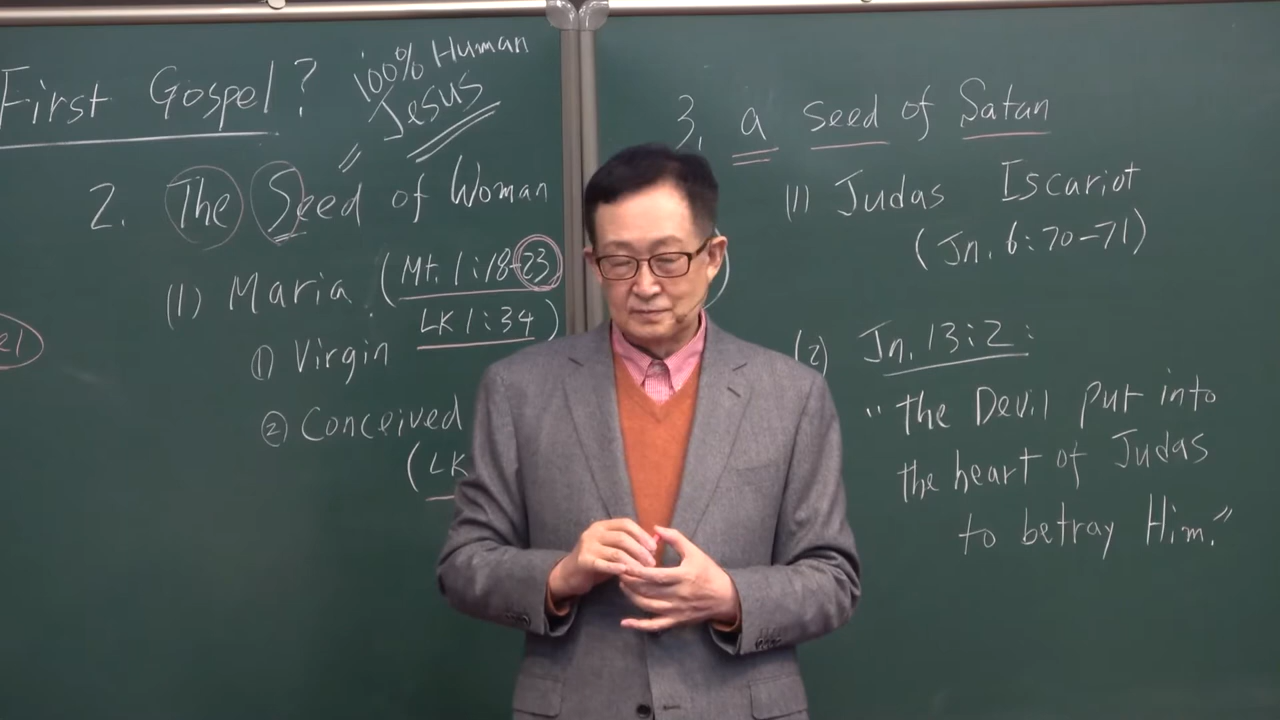 First Gospel?
100% Human
Jesus
2. The Seed of Woman
(1) Maria (Mt. 1:18-23
LK 1:34)
① Virgin
② Conceived
(LK
3. a seed of Satan
(1) Judas Iscariot
(Jn. 6:70-71)
(2) Jn. 13:2:
"the Devil put into
the heart of Judas
to betray Him."